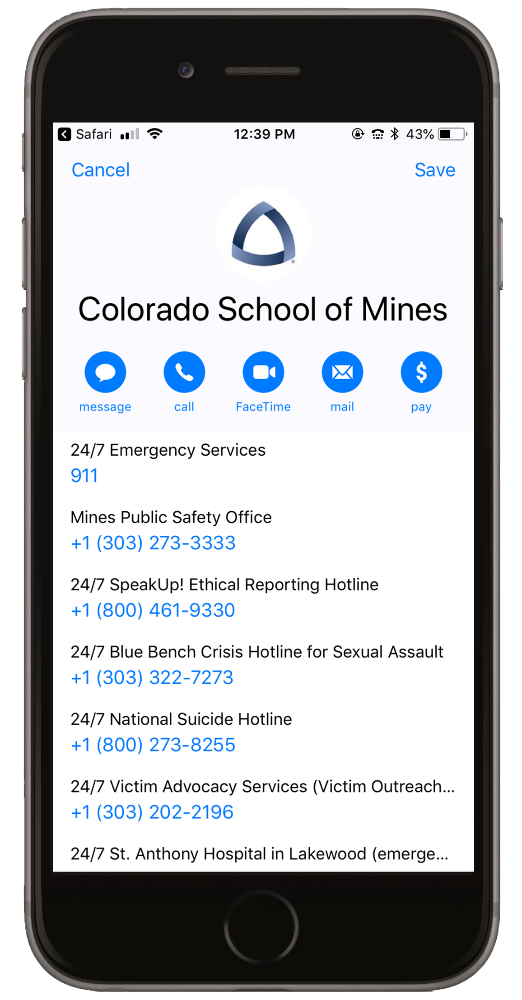 Safari 12:39 PM 43%
Cancel Save
Colorado School of Mines
message call FaceTime mail pay
24/7 Emergency Services
911
Mines Public Safety Office
+1 (303) 273-3333
24/7 SpeakUp! Ethical Reporting Hotline
+1 (800) 461-9330
24/7 Blue Bench Crisis Hotline for Sexual Assault
+1 (303) 322-7273
24/7 National Suicide Hotline
+1 (800) 273-8255
24/7 Victim Advocacy Services (Victim Outreach...
+1 (303) 202-2196
24/7 St. Anthony Hospital in Lakewood (emerge...